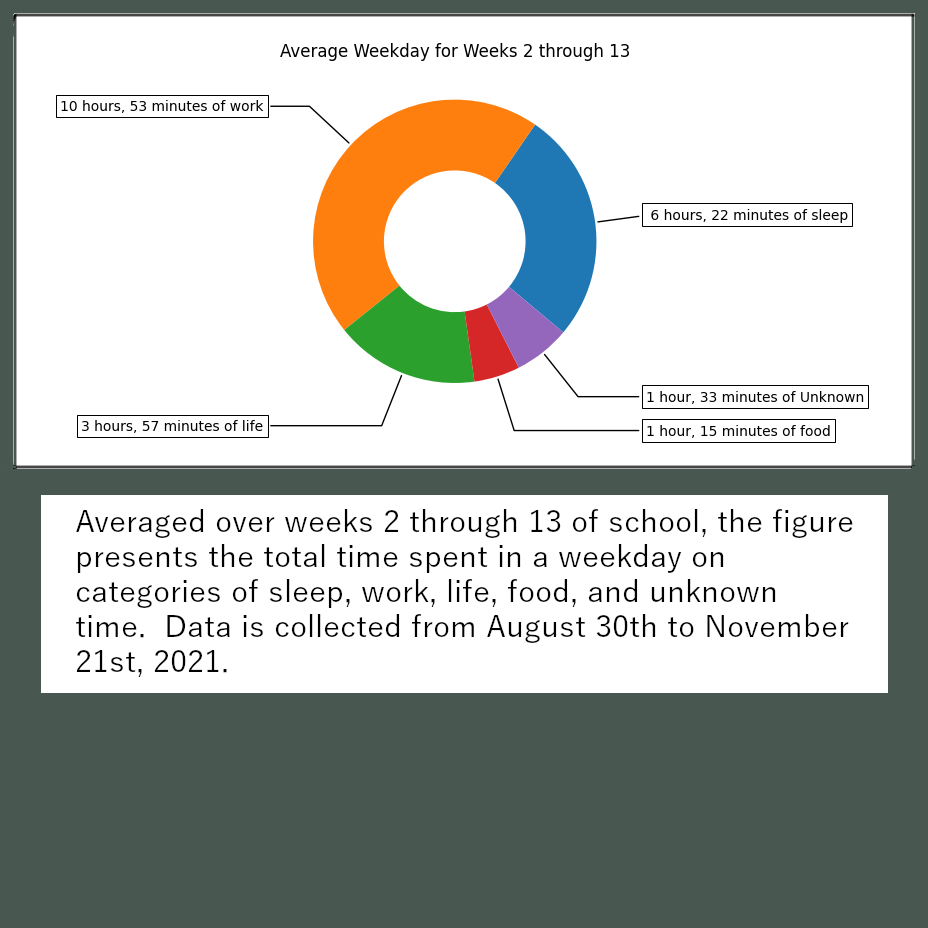 Average Weekday for Weeks 2 through 13
10 hours, 53 minutes of work
6 hours, 22 minutes of sleep
1 hour, 33 minutes of Unknown
3 hours, 57 minutes of life
1 hour, 15 minutes of food
Averaged over weeks 2 through 13 of school, the figure
presents the total time spent in a weekday on
categories of sleep, work, life, food, and unknown
time.  Data is collected from August 30th to November
21st, 2021.